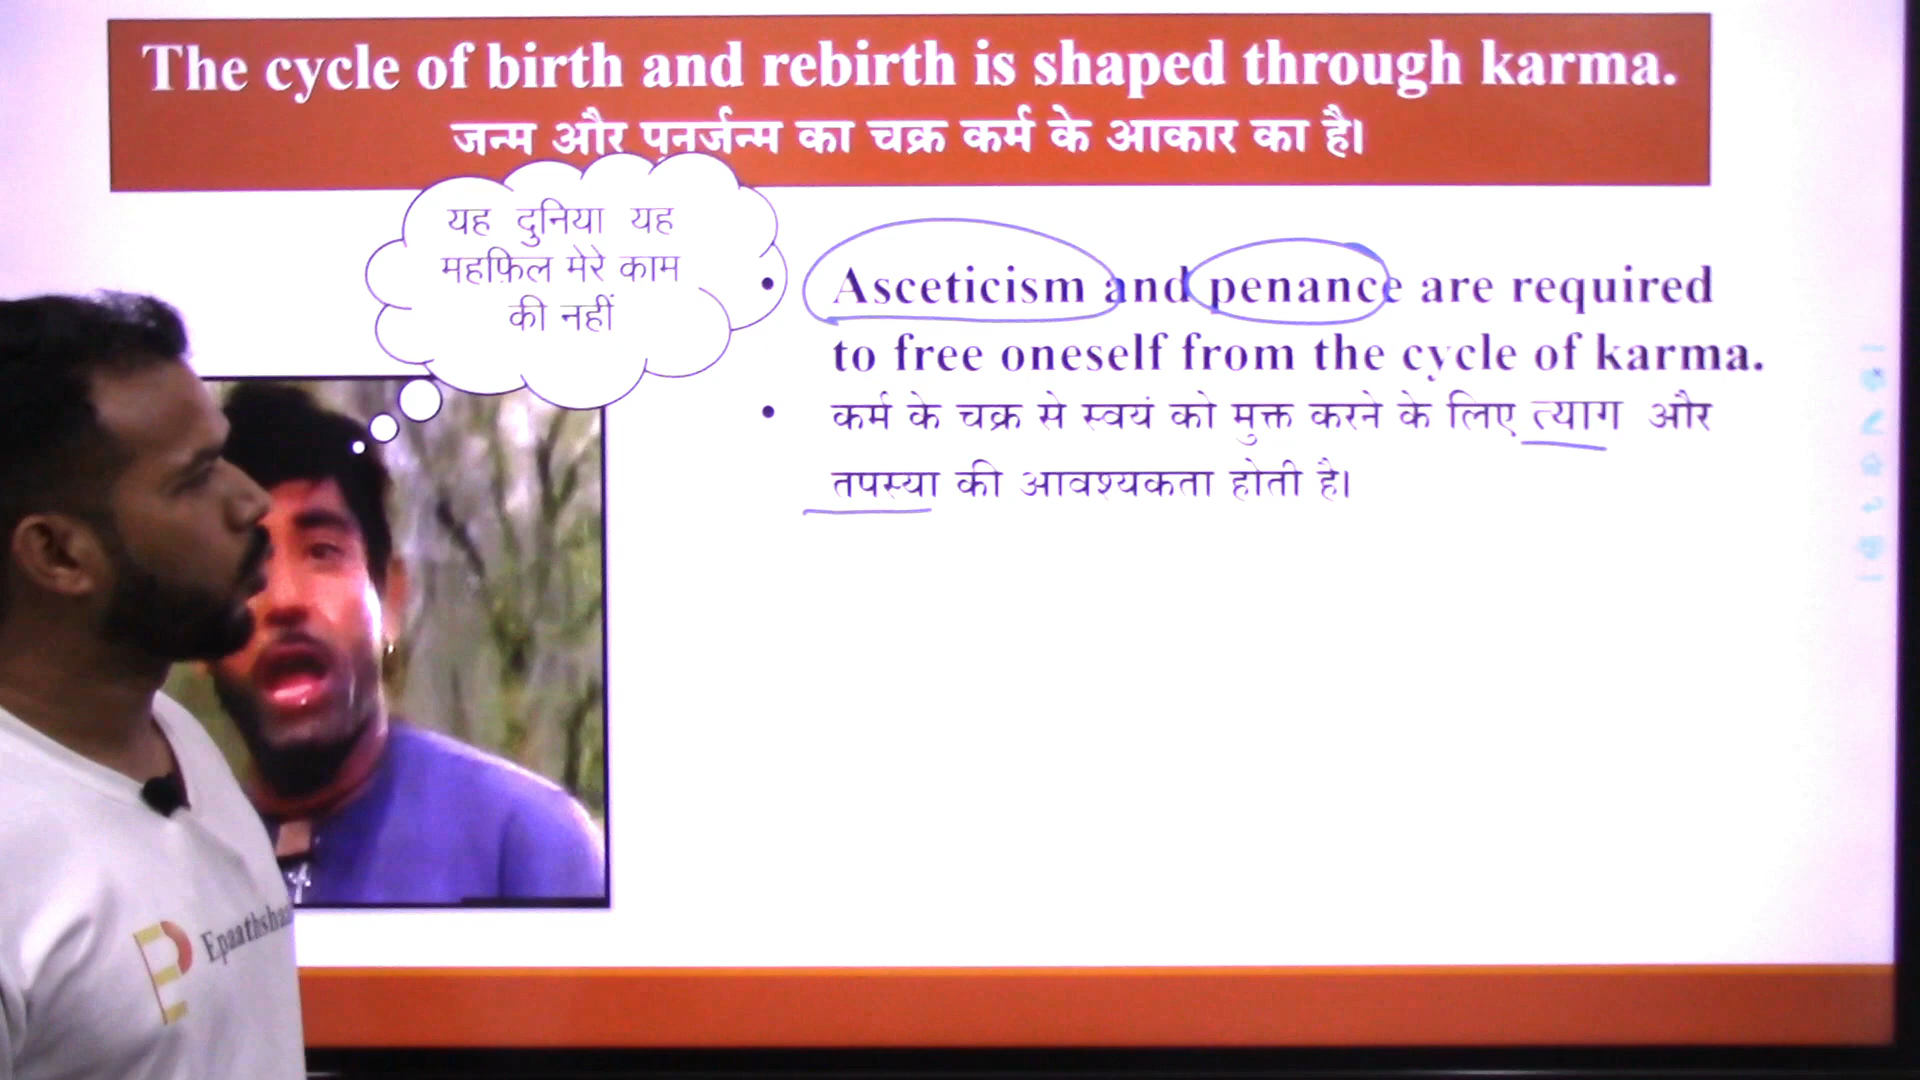 The cycle of birth and rebirth is shaped through karma.
जन्म और पुनर्जन्म का चक्र कर्म के आकार का है।
यह दुनिया यह
महफ़िल मेरे काम
की नहीं
• Asceticism and penance are required
to free oneself from the cycle of karma.
• कर्म के चक्र से स्वयं को मुक्त करने के लिए त्याग और
तपस्या की आवश्यकता होती है।